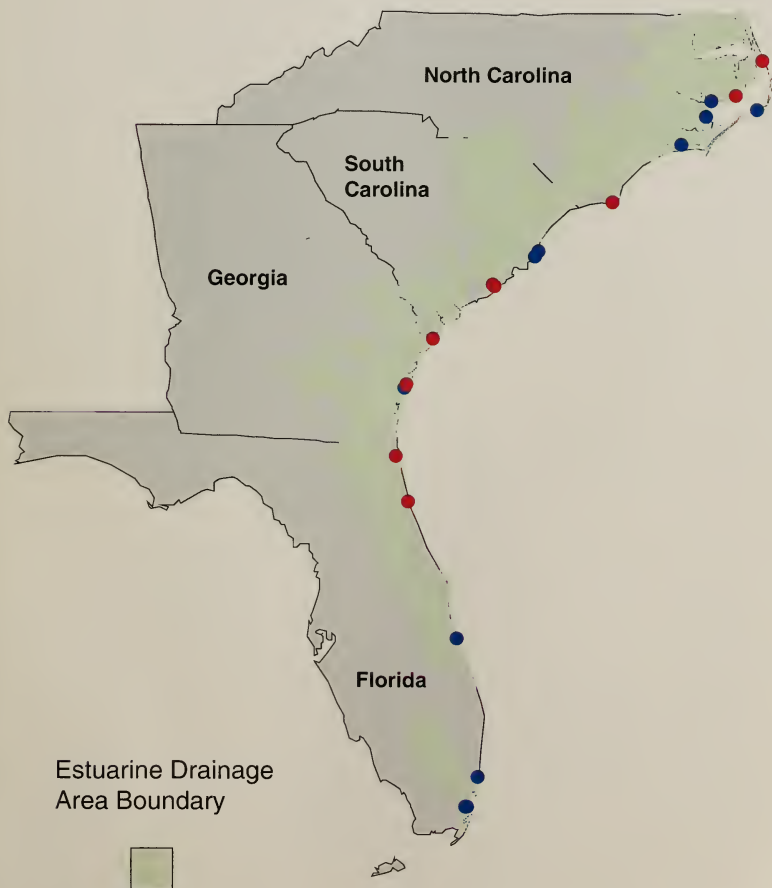 North Carolina
South
Carolina
Georgia
Florida
Estuarine Drainage
Area Boundary